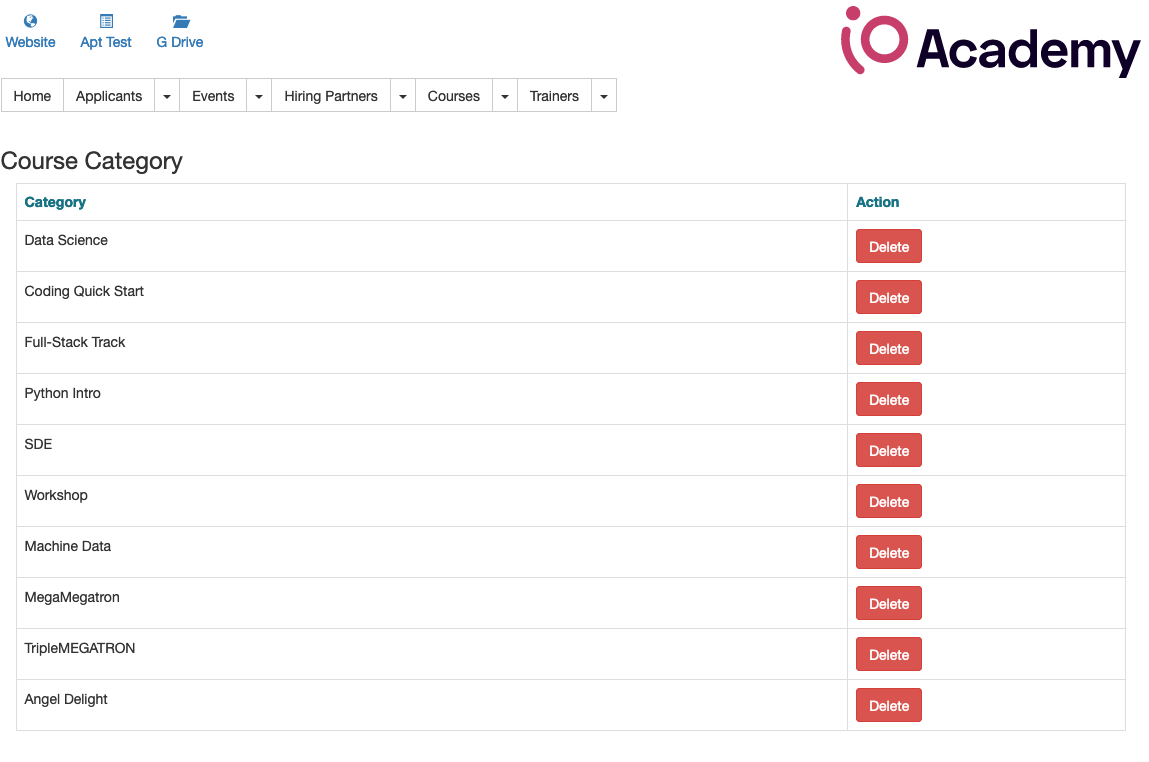 Website Apt Test G Drive
iO Academy
Home Applicants Events Hiring Partners Courses Trainers
Course Category
Category Action
Data Science Delete
Coding Quick Start Delete
Full-Stack Track Delete
Python Intro Delete
SDE Delete
Workshop Delete
Machine Data Delete
MegaMegatron Delete
TripleMEGATRON Delete
Angel Delight Delete